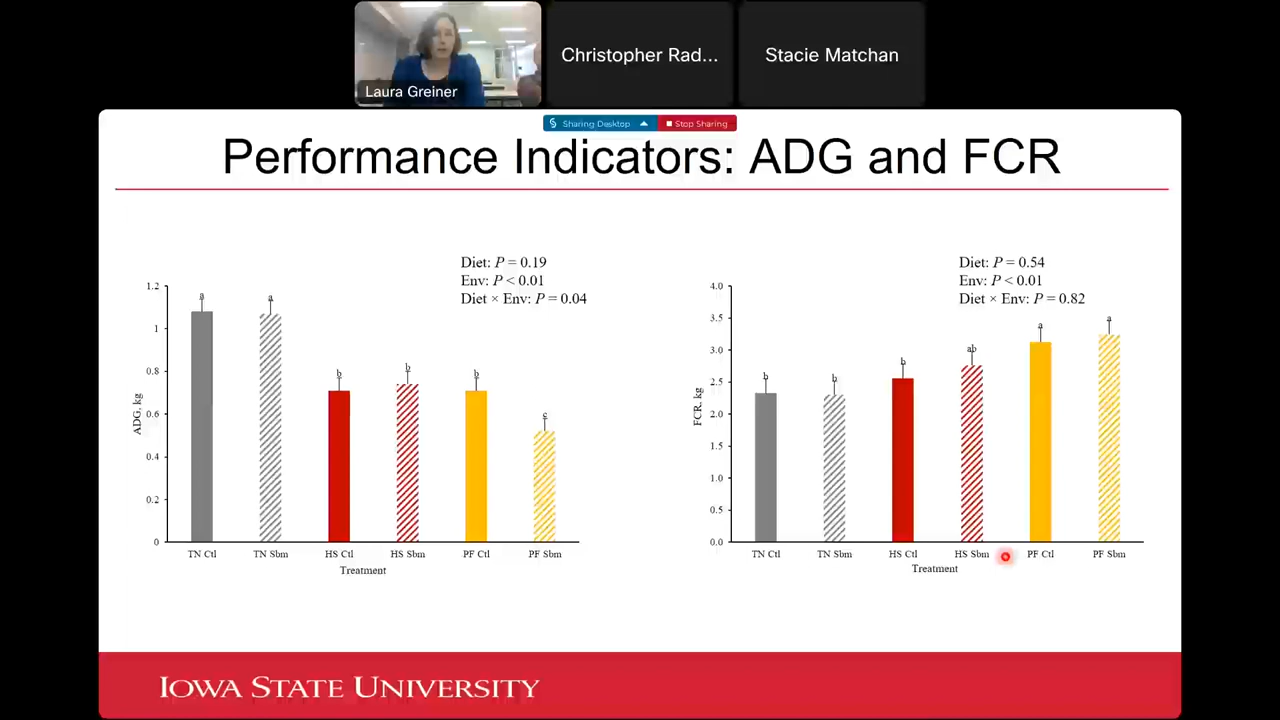 Laura Greiner
Christopher Rad...
Stacie Matchan
Sharing Desktop
Stop Sharing
Performance Indicators: ADG and FCR
Diet: P = 0.19
Env: P < 0.01
Diet × Env: P = 0.04
1.2
1
0.8
0.6
0.4
0.2
0
ADG, kg
a
a
b
b
b
c
TN Ctl
TN Sbm
HS Ctl
HS Sbm
PF Ctl
PF Sbm
Treatment
Diet: P = 0.54
Env: P < 0.01
Diet × Env: P = 0.82
4.0
3.5
3.0
2.5
2.0
1.5
1.0
0.5
0.0
FCR, kg
b
b
b
ab
a
a
TN Ctl
TN Sbm
HS Ctl
HS Sbm
PF Ctl
PF Sbm
Treatment
IOWA STATE UNIVERSITY